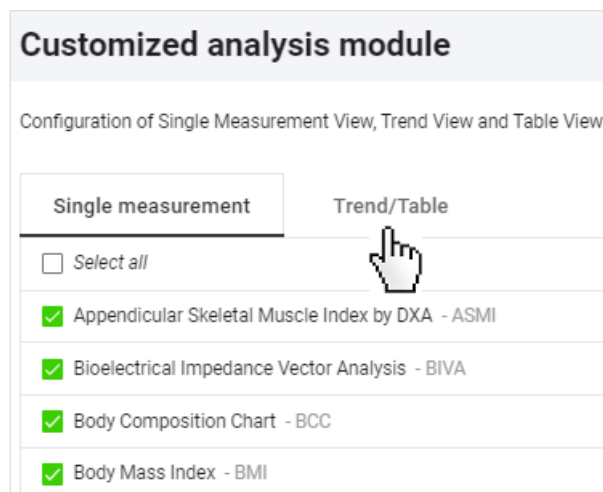 Customized analysis module
Configuration of Single Measurement View, Trend View and Table View
Single measurement
Trend/Table
Select all
Appendicular Skeletal Muscle Index by DXA - ASMI
Bioelectrical Impedance Vector Analysis - BIVA
Body Composition Chart - BCC
Body Mass Index - BMI